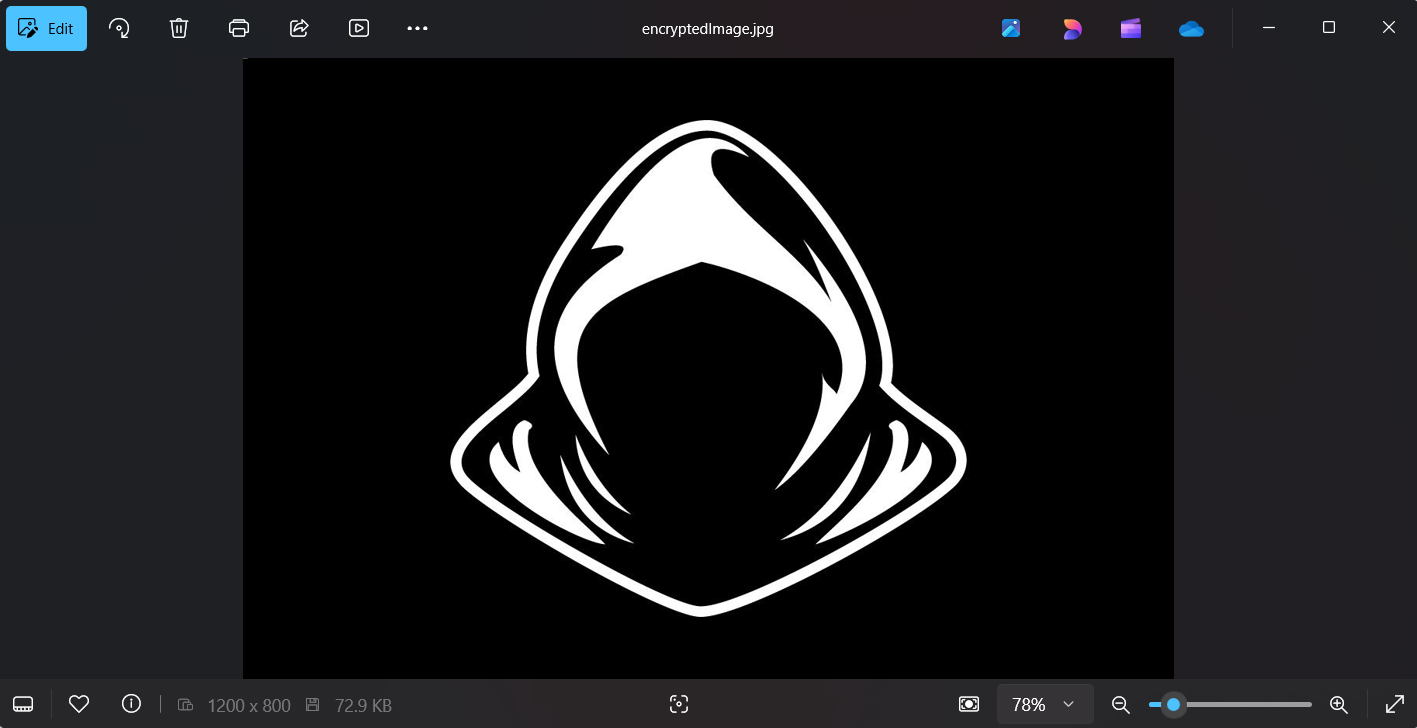 Edit
encryptedImage.jpg
1200 x 800
72.9 KB
78%